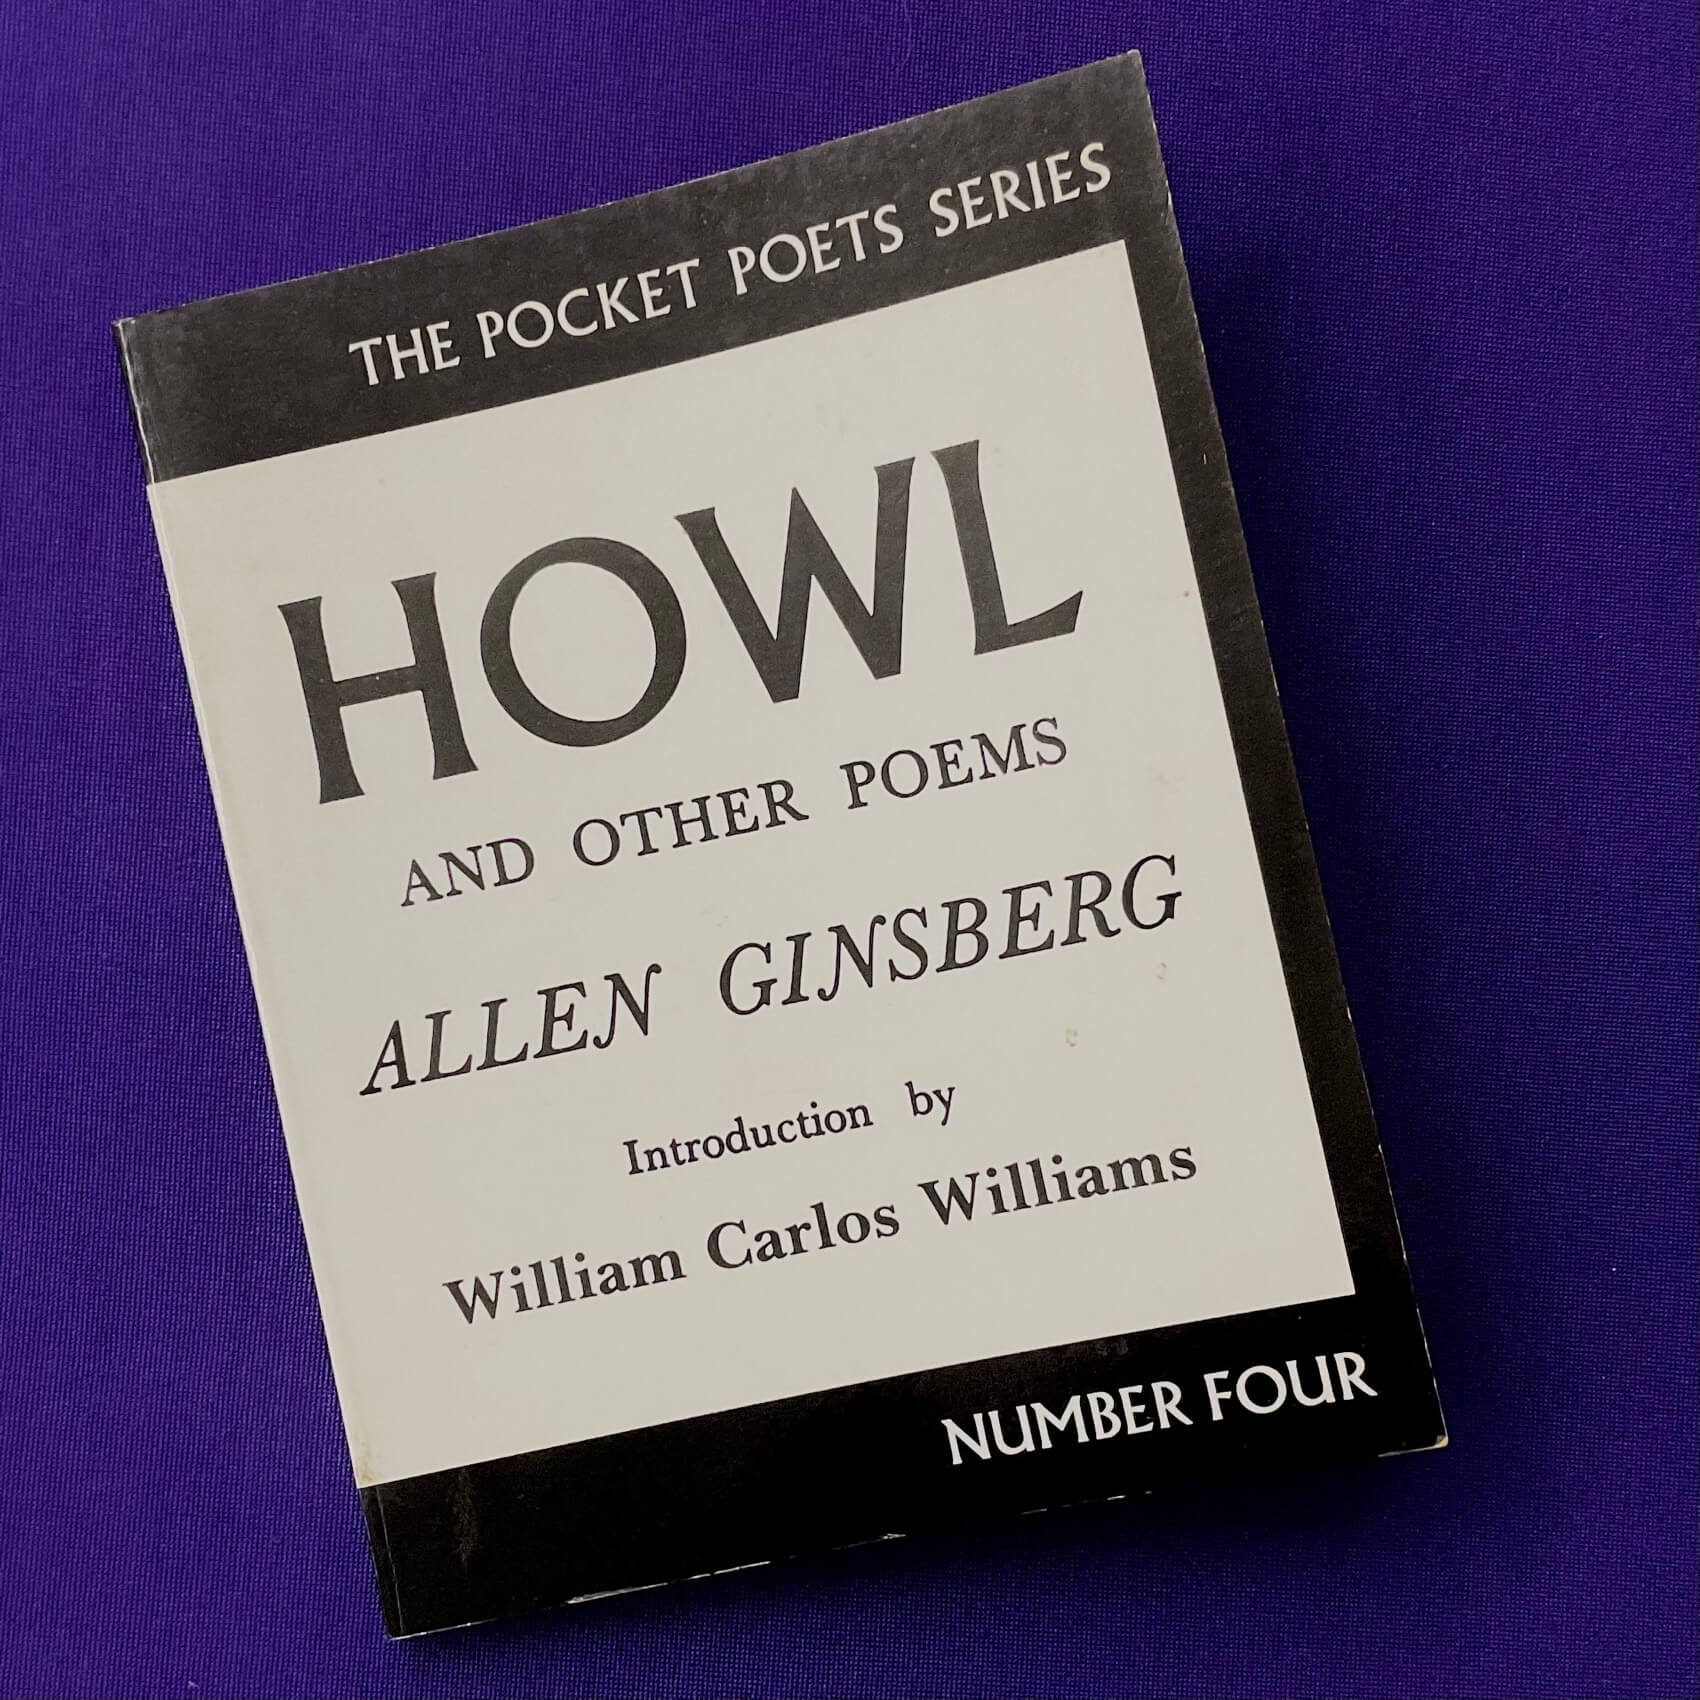 THE POCKET POETS SERIES
HOWL
AND OTHER POEMS
ALLEN GINSBERG
Introduction by
William Carlos Williams
NUMBER FOUR